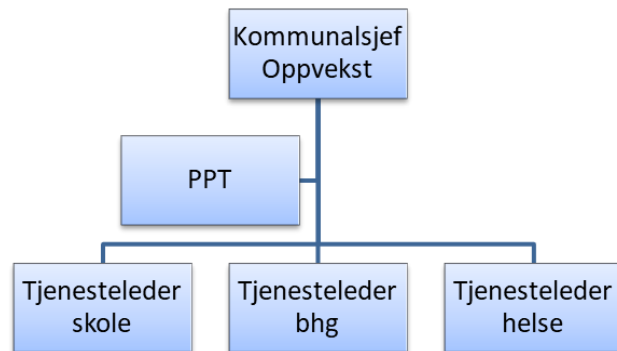 Kommunalsjef
Oppvekst
PPT
Tjenesteleder
skole
Tjenesteleder
bhg
Tjenesteleder
helse